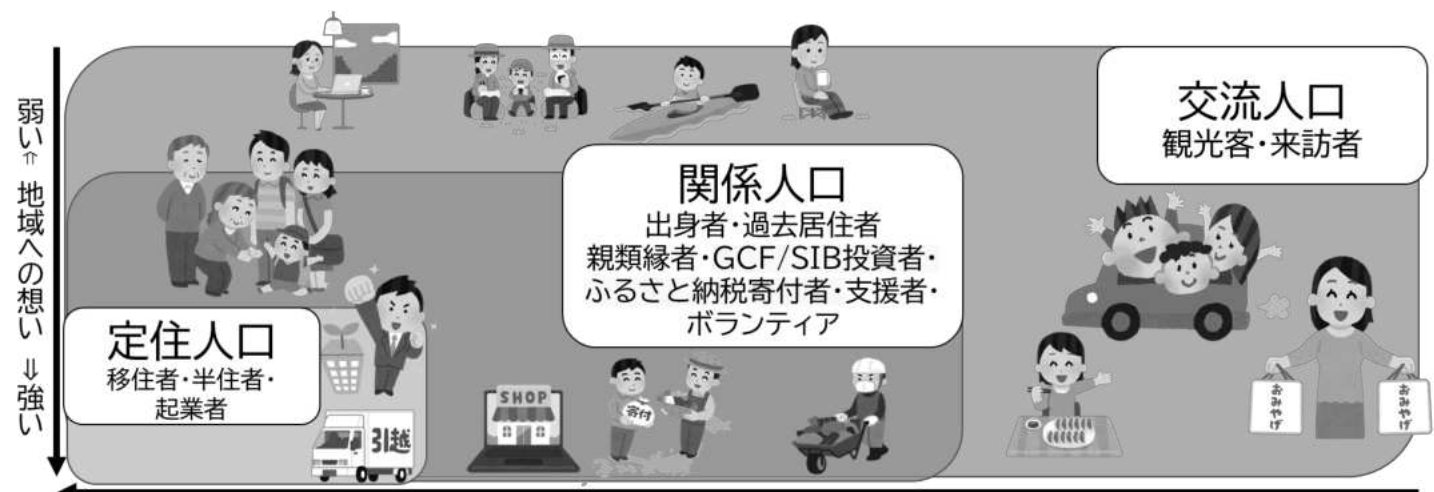 弱い⇑ 地域への想い ⇓強い
交流人口
観光客・来訪者
関係人口
出身者・過去居住者
親類縁者・GCF/SIB投資者・
ふるさと納税寄付者・支援者・
ボランティア
定住人口
移住者・半住者・
起業者
SHOP
寄付
引越
おみやげ
おみやげ